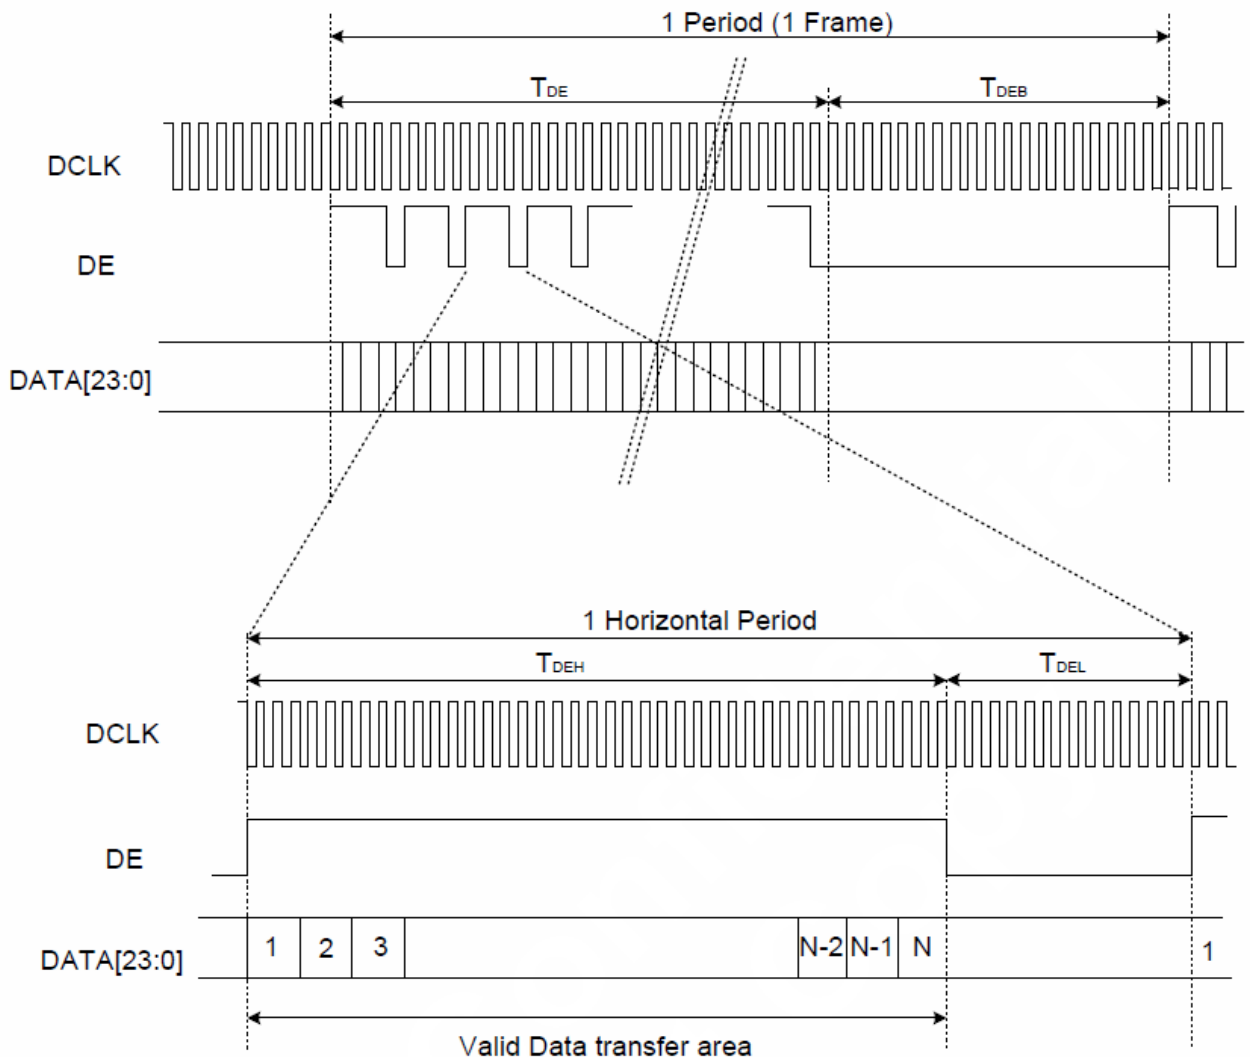 1 Period (1 Frame)
TDE TDEB
DCLK
DE
DATA[23:0]
1 Horizontal Period
TDEH TDEL
DCLK
DE
DATA[23:0] 1 2 3 N-2 N-1 N 1
Valid Data transfer area